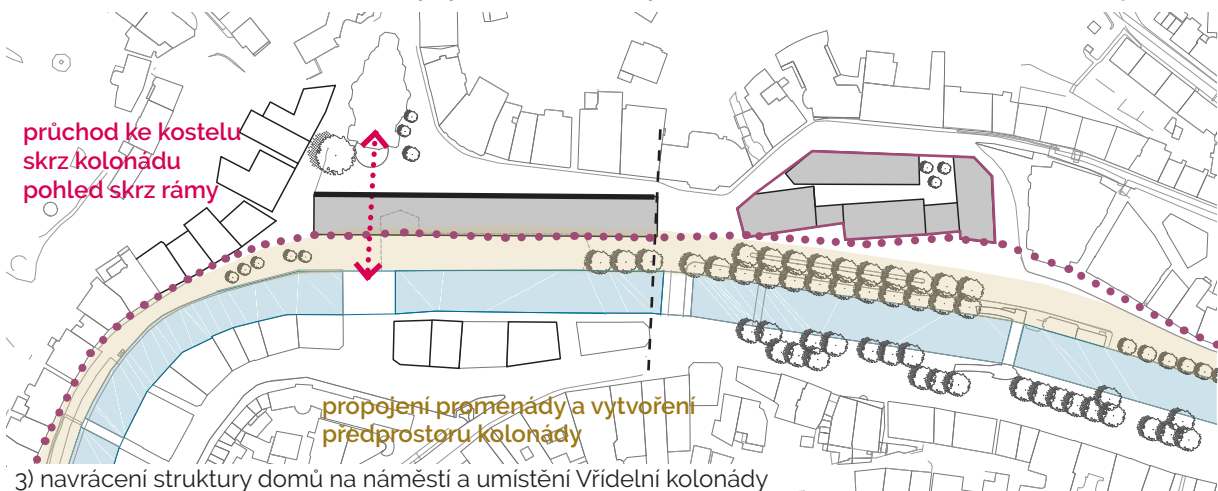 průchod ke kostelu
skrz kolonádu
pohled skrz rámy
propojení promenády a vytvoření
předprostoru kolonády
3) navrácení struktury domů na náměstí a umístění Vřídelní kolonády